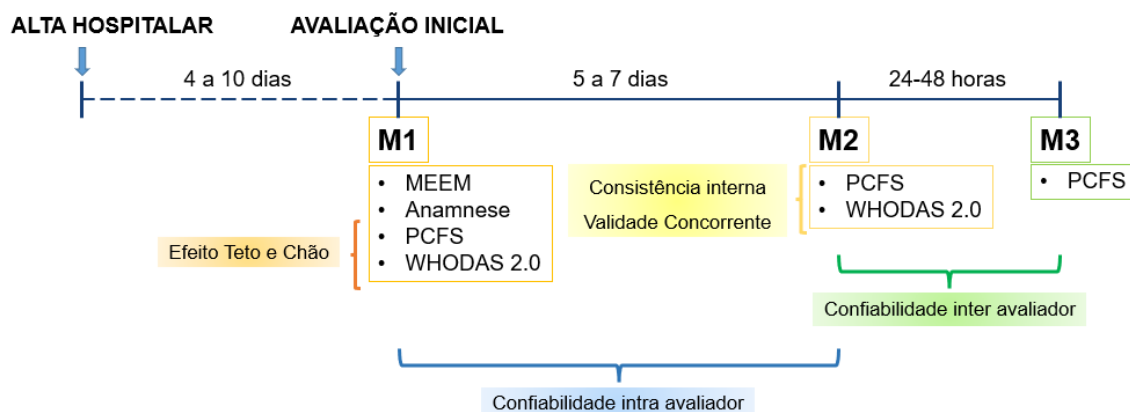 ALTA HOSPITALAR
AVALIAÇÃO INICIAL
4 a 10 dias
5 a 7 dias
24-48 horas
M1
• MEEM
• Anamnese
• PCFS
• WHODAS 2.0
Efeito Teto e Chão
M2
• PCFS
• WHODAS 2.0
Consistência interna
Validade Concorrente
M3
• PCFS
Confiabilidade inter avaliador
Confiabilidade intra avaliador